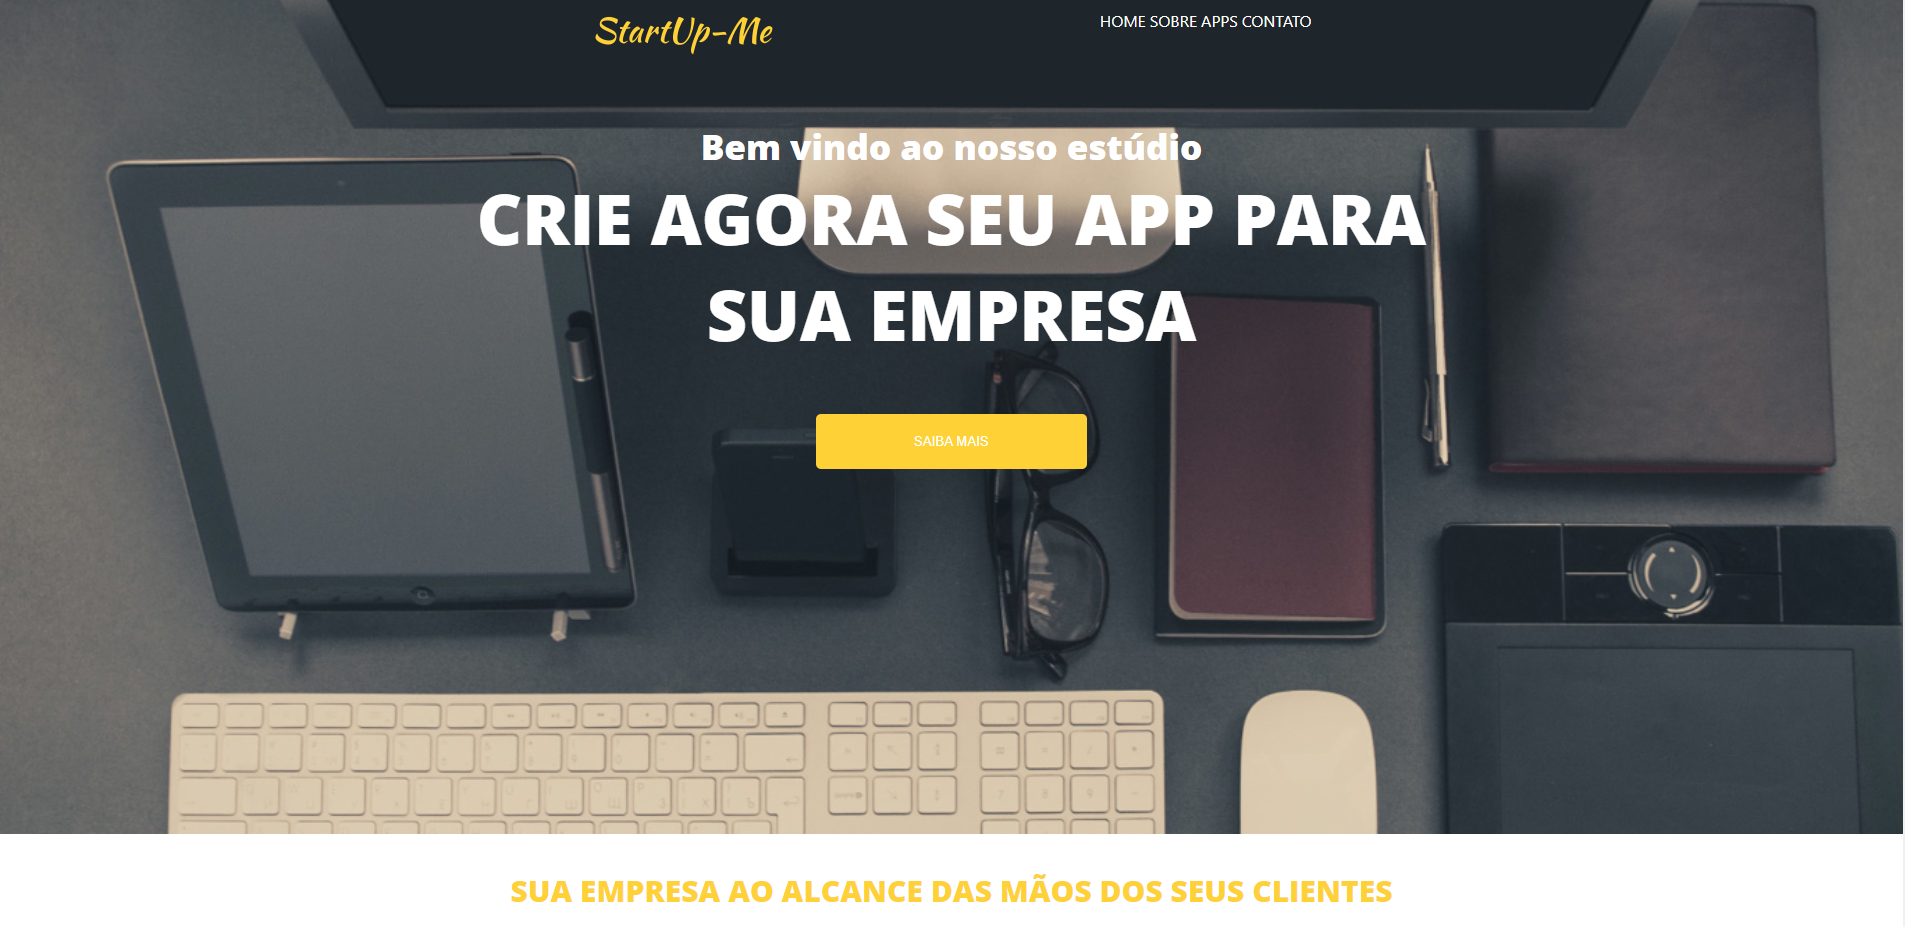 StartUp-Me
HOME SOBRE APPS CONTATO
Bem vindo ao nosso estúdio
CRIE AGORA SEU APP PARA
SUA EMPRESA
SAIBA MAIS
SUA EMPRESA AO ALCANCE DAS MÃOS DOS SEUS CLIENTES